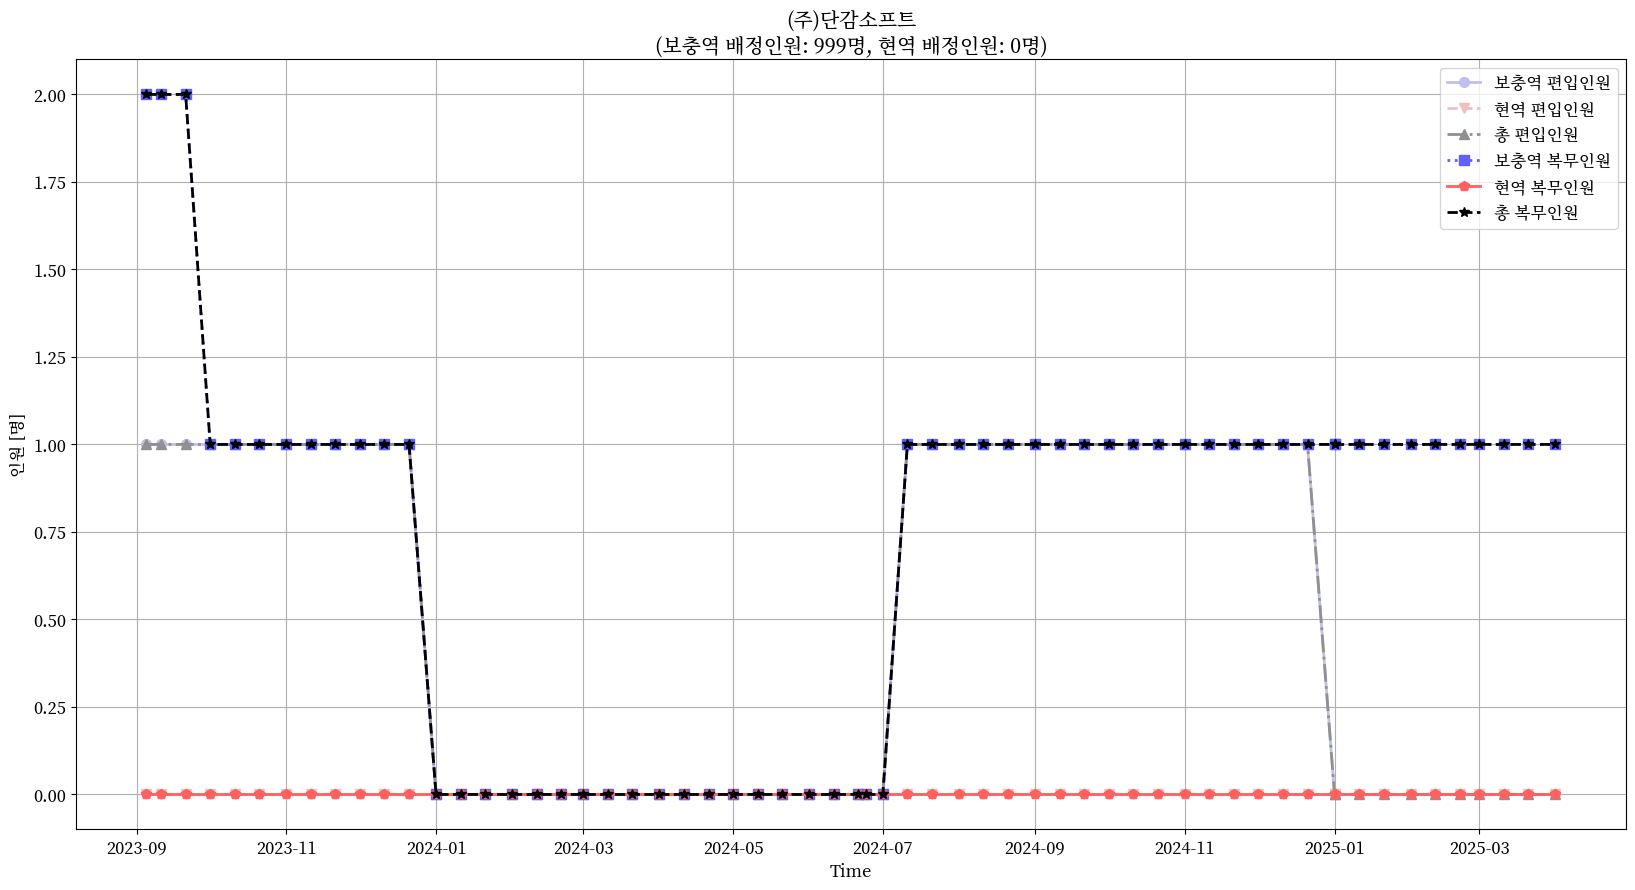 (주)단감소프트
(보충역 배정인원: 999명, 현역 배정인원: 0명)
보충역 편입인원
현역 편입인원
총 편입인원
보충역 복무인원
현역 복무인원
총 복무인원
인원 [명]
2.00
1.75
1.50
1.25
1.00
0.75
0.50
0.25
0.00
2023-09 2023-11 2024-01 2024-03 2024-05 2024-07 2024-09 2024-11 2025-01 2025-03
Time